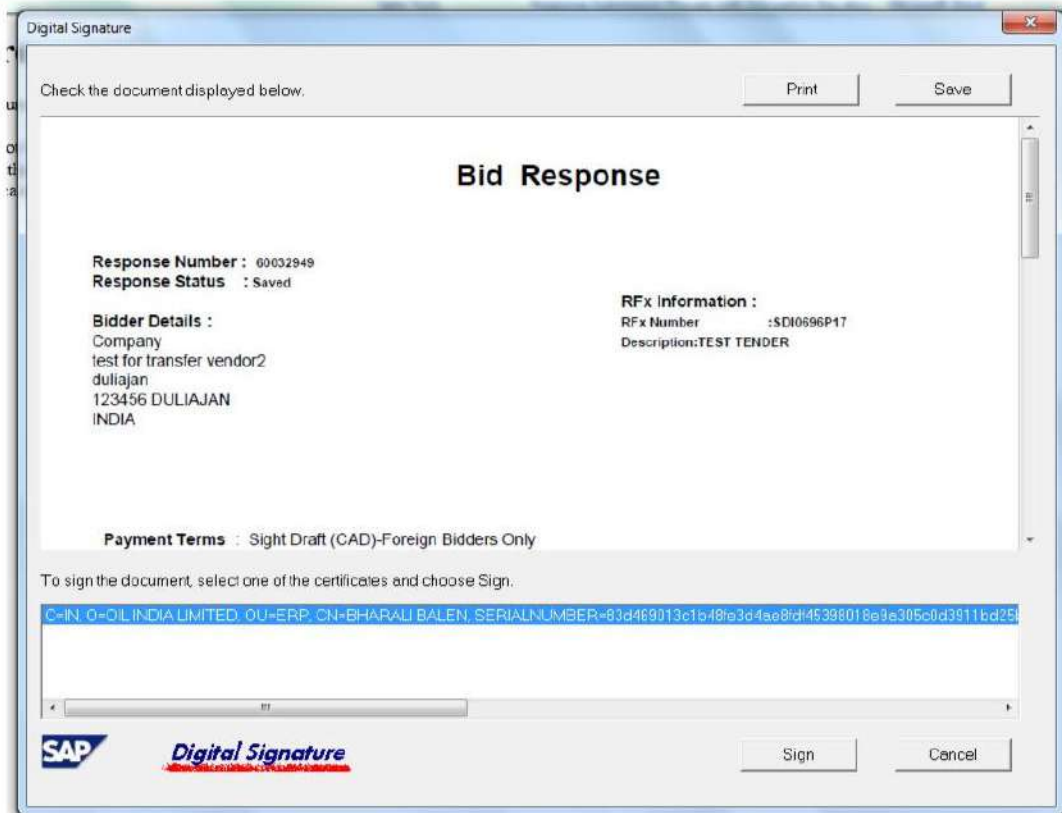 Digital Signature
Check the document displayed below.
Print
Save
Bid Response
Response Number : 60032949
Response Status : Saved
RFx Information :
RFx Number :SDI0696P17
Description:TEST TENDER
Bidder Details :
Company
test for transfer vendor2
duliajan
123456 DULIAJAN
INDIA
Payment Terms : Sight Draft (CAD)-Foreign Bidders Only
To sign the document, select one of the certificates and choose Sign.
C=IN, O=OIL INDIA LIMITED, OU=ERP, CN=BHARALI BALEN,
SAP
Digital Signature
Sign
Cancel